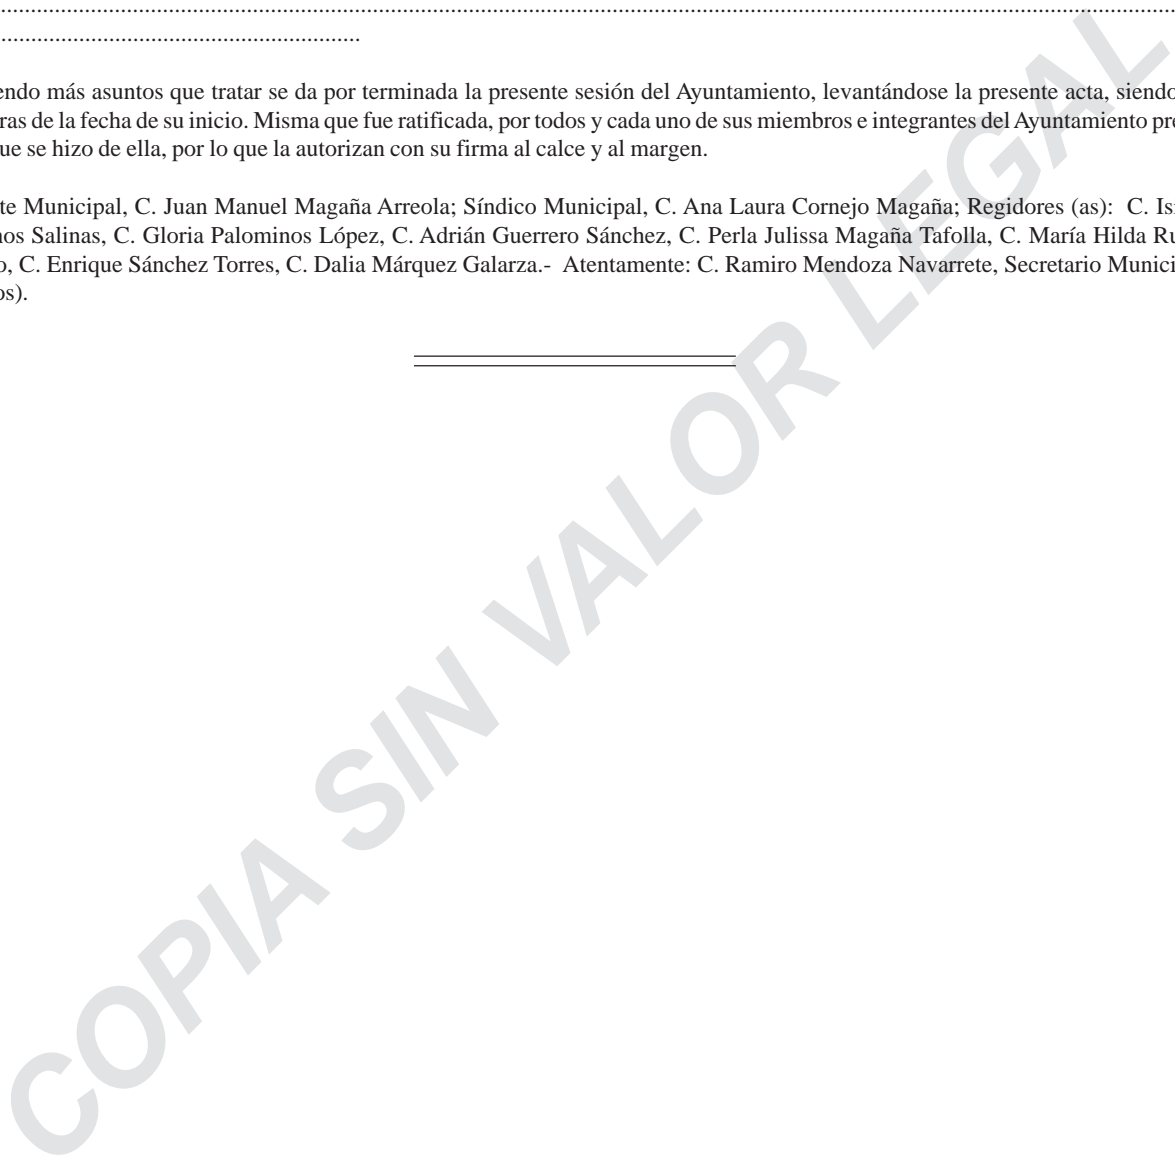 ................................................................................................................................................................................................................
............................................................
endo más asuntos que tratar se da por terminada la presente sesión del Ayuntamiento, levantándose la presente acta, siendo
ras de la fecha de su inicio. Misma que fue ratificada, por todos y cada uno de sus miembros e integrantes del Ayuntamiento pre
ue se hizo de ella, por lo que la autorizan con su firma al calce y al margen.
te Municipal, C. Juan Manuel Magaña Arreola; Síndico Municipal, C. Ana Laura Cornejo Magaña; Regidores (as): C. Is
nos Salinas, C. Gloria Palominos López, C. Adrián Guerrero Sánchez, C. Perla Julissa Magaña Tafolla, C. María Hilda Ru
o, C. Enrique Sánchez Torres, C. Dalia Márquez Galarza.- Atentamente: C. Ramiro Mendoza Navarrete, Secretario Munici
os).
COPIA SIN VALOR LEGAL